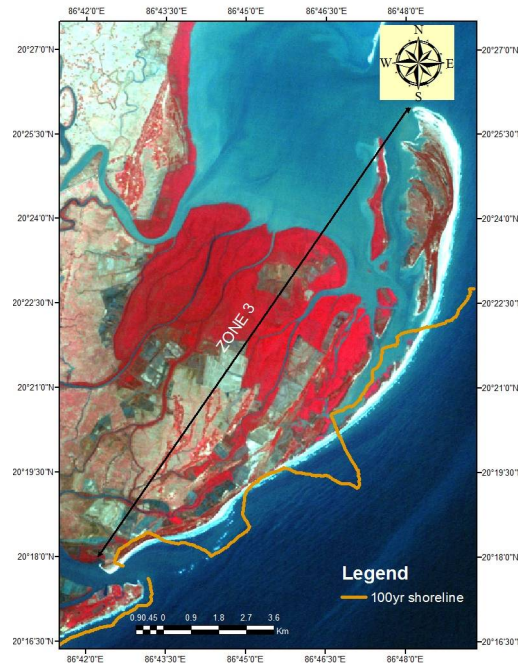 86°42'0"E 86°43'30"E 86°45'0"E 86°46'30"E 86°48'0"E
N
W E
S
20°27'0"N 20°27'0"N
20°25'30"N 20°25'30"N
20°24'0"N 20°24'0"N
20°22'30"N 20°22'30"N
ZONE 3
20°21'0"N 20°21'0"N
20°19'30"N 20°19'30"N
20°18'0"N 20°18'0"N
Legend
100yr shoreline
0.90.45 0 0.9 1.8 2.7 3.6
Km
20°16'30"N 20°16'30"N
86°42'0"E 86°43'30"E 86°45'0"E 86°46'30"E 86°48'0"E